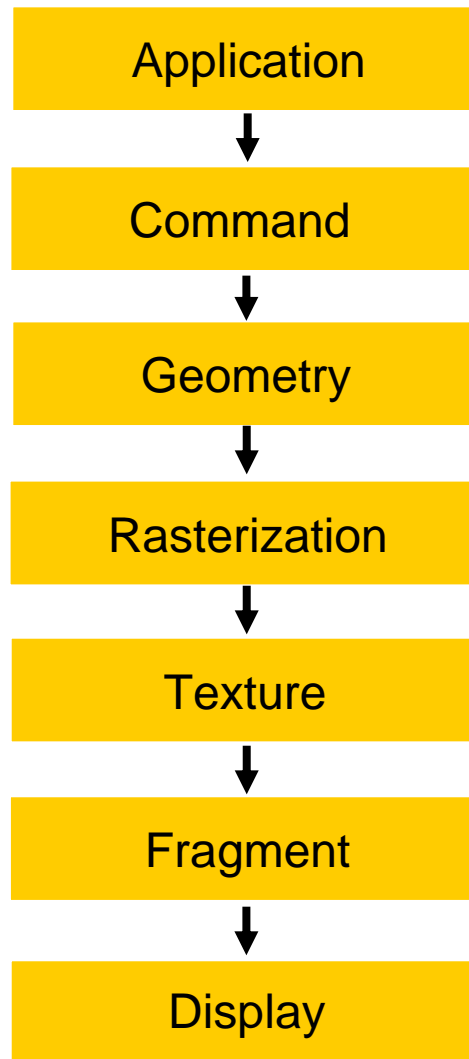 Application
Command
Geometry
Rasterization
Texture
Fragment
Display